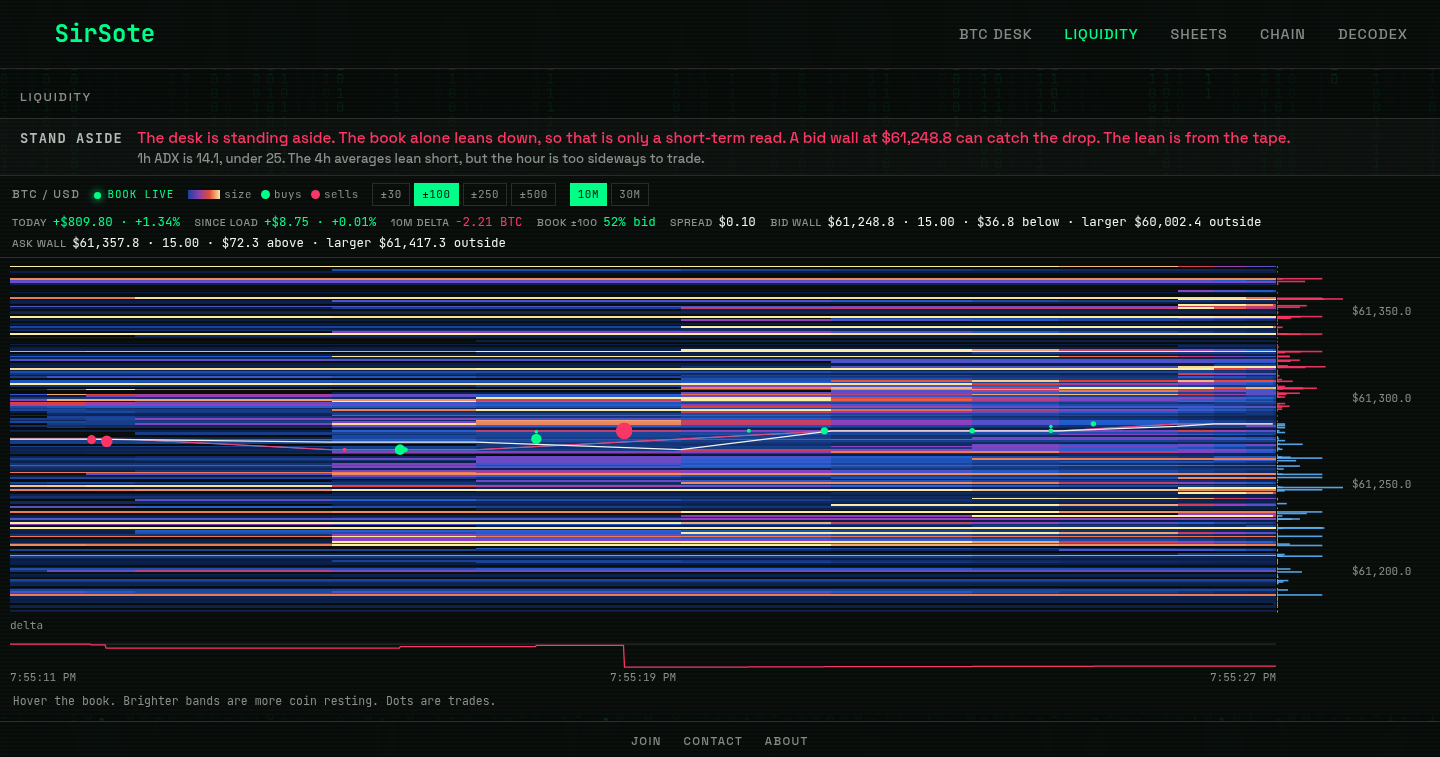 SirSote
BTC DESK LIQUIDITY SHEETS CHAIN DECODEX
LIQUIDITY
STAND ASIDE The desk is standing aside. The book alone leans down, so that is only a short-term read. A bid wall at $61,248.8 can catch the drop. The lean is from the tape.
1h ADX is 14.1, under 25. The 4h averages lean short, but the hour is too sideways to trade.
BTC / USD BOOK LIVE size buys sells ±30 ±100 ±250 ±500 10M 30M
TODAY +$809.80 · +1.34% SINCE LOAD +$8.75 · +0.01% 10M DELTA -2.21 BTC BOOK ±100 52% bid SPREAD $0.10 BID WALL $61,248.8 · 15.00 · $36.8 below · larger $60,002.4 outside
ASK WALL $61,357.8 · 15.00 · $72.3 above · larger $61,417.3 outside
$61,350.0
$61,300.0
$61,250.0
$61,200.0
delta
7:55:11 PM 7:55:19 PM 7:55:27 PM
Hover the book. Brighter bands are more coin resting. Dots are trades.
JOIN CONTACT ABOUT